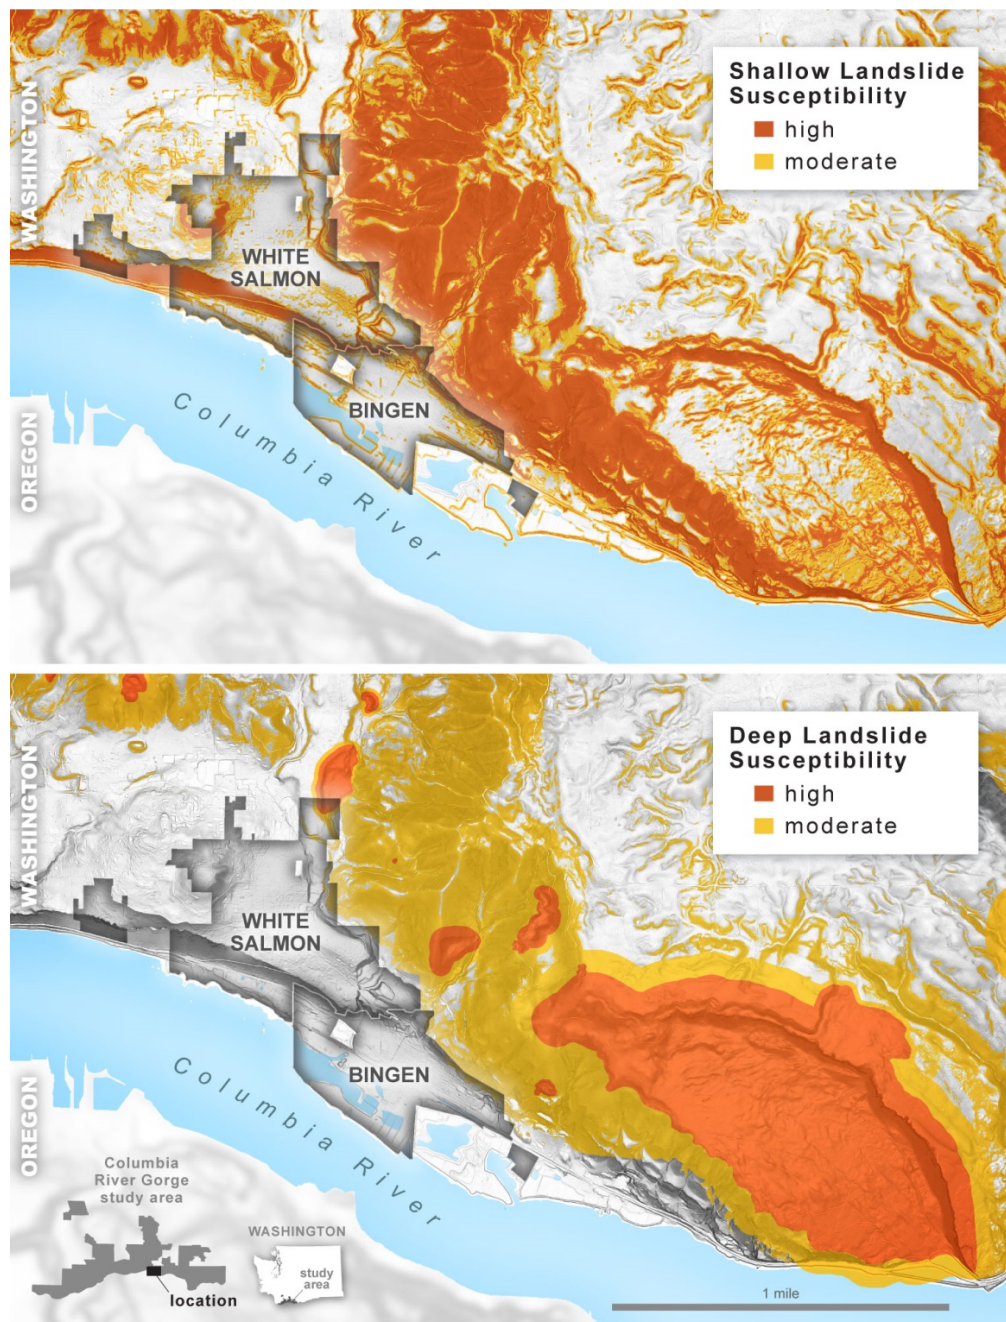 Shallow Landslide
Susceptibility
high
moderate
WASHINGTON
WHITE
SALMON
BINGEN
Columbia River
OREGON
Deep Landslide
Susceptibility
high
moderate
WASHINGTON
WHITE
SALMON
BINGEN
Columbia River
OREGON
Columbia
River Gorge
study area
location
WASHINGTON
study
area
1 mile